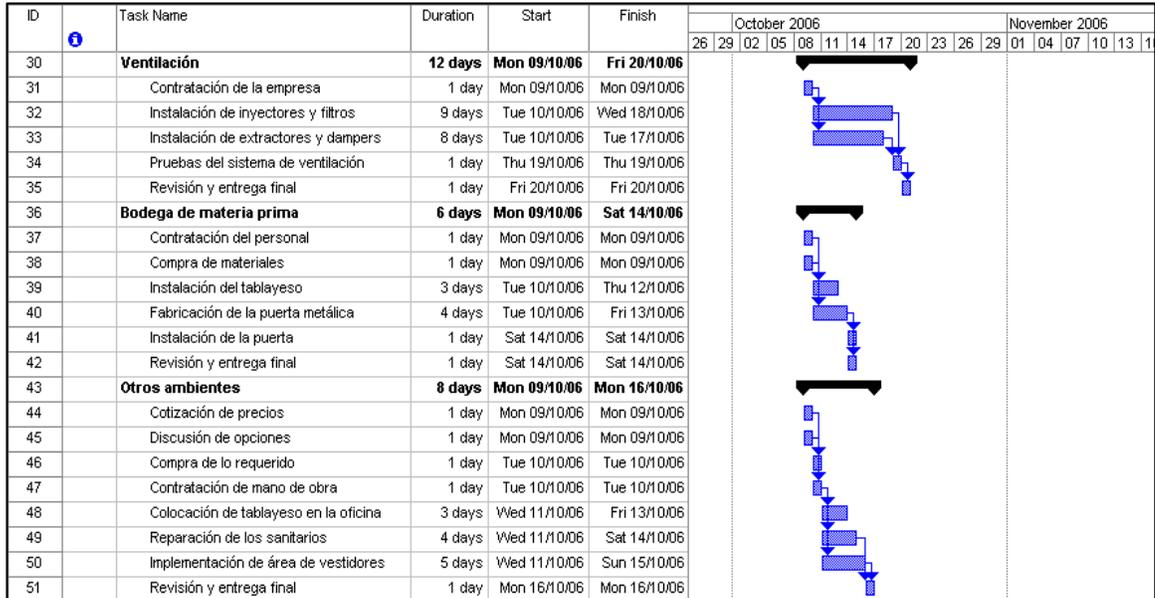 ID Task Name Duration Start Finish October 2006 November 2006
26 29 02 05 08 11 14 17 20 23 26 29 01 04 07 10 13
30 Ventilación 12 days Mon 09/10/06 Fri 20/10/06
31 Contratación de la empresa 1 day Mon 09/10/06 Mon 09/10/06
32 Instalación de inyectores y filtros 9 days Tue 10/10/06 Wed 18/10/06
33 Instalación de extractores y dampers 8 days Tue 10/10/06 Tue 17/10/06
34 Pruebas del sistema de ventilación 1 day Thu 19/10/06 Thu 19/10/06
35 Revisión y entrega final 1 day Fri 20/10/06 Fri 20/10/06
36 Bodega de materia prima 6 days Mon 09/10/06 Sat 14/10/06
37 Contratación del personal 1 day Mon 09/10/06 Mon 09/10/06
38 Compra de materiales 1 day Mon 09/10/06 Mon 09/10/06
39 Instalación del tablayeso 3 days Tue 10/10/06 Thu 12/10/06
40 Fabricación de la puerta metálica 4 days Tue 10/10/06 Fri 13/10/06
41 Instalación de la puerta 1 day Sat 14/10/06 Sat 14/10/06
42 Revisión y entrega final 1 day Sat 14/10/06 Sat 14/10/06
43 Otros ambientes 8 days Mon 09/10/06 Mon 16/10/06
44 Cotización de precios 1 day Mon 09/10/06 Mon 09/10/06
45 Discusión de opciones 1 day Mon 09/10/06 Mon 09/10/06
46 Compra de lo requerido 1 day Tue 10/10/06 Tue 10/10/06
47 Contratación de mano de obra 1 day Tue 10/10/06 Tue 10/10/06
48 Colocación de tablayeso en la oficina 3 days Wed 11/10/06 Fri 13/10/06
49 Reparación de los sanitarios 4 days Wed 11/10/06 Sat 14/10/06
50 Implementación de área de vestidores 5 days Wed 11/10/06 Sun 15/10/06
51 Revisión y entrega final 1 day Mon 16/10/06 Mon 16/10/06